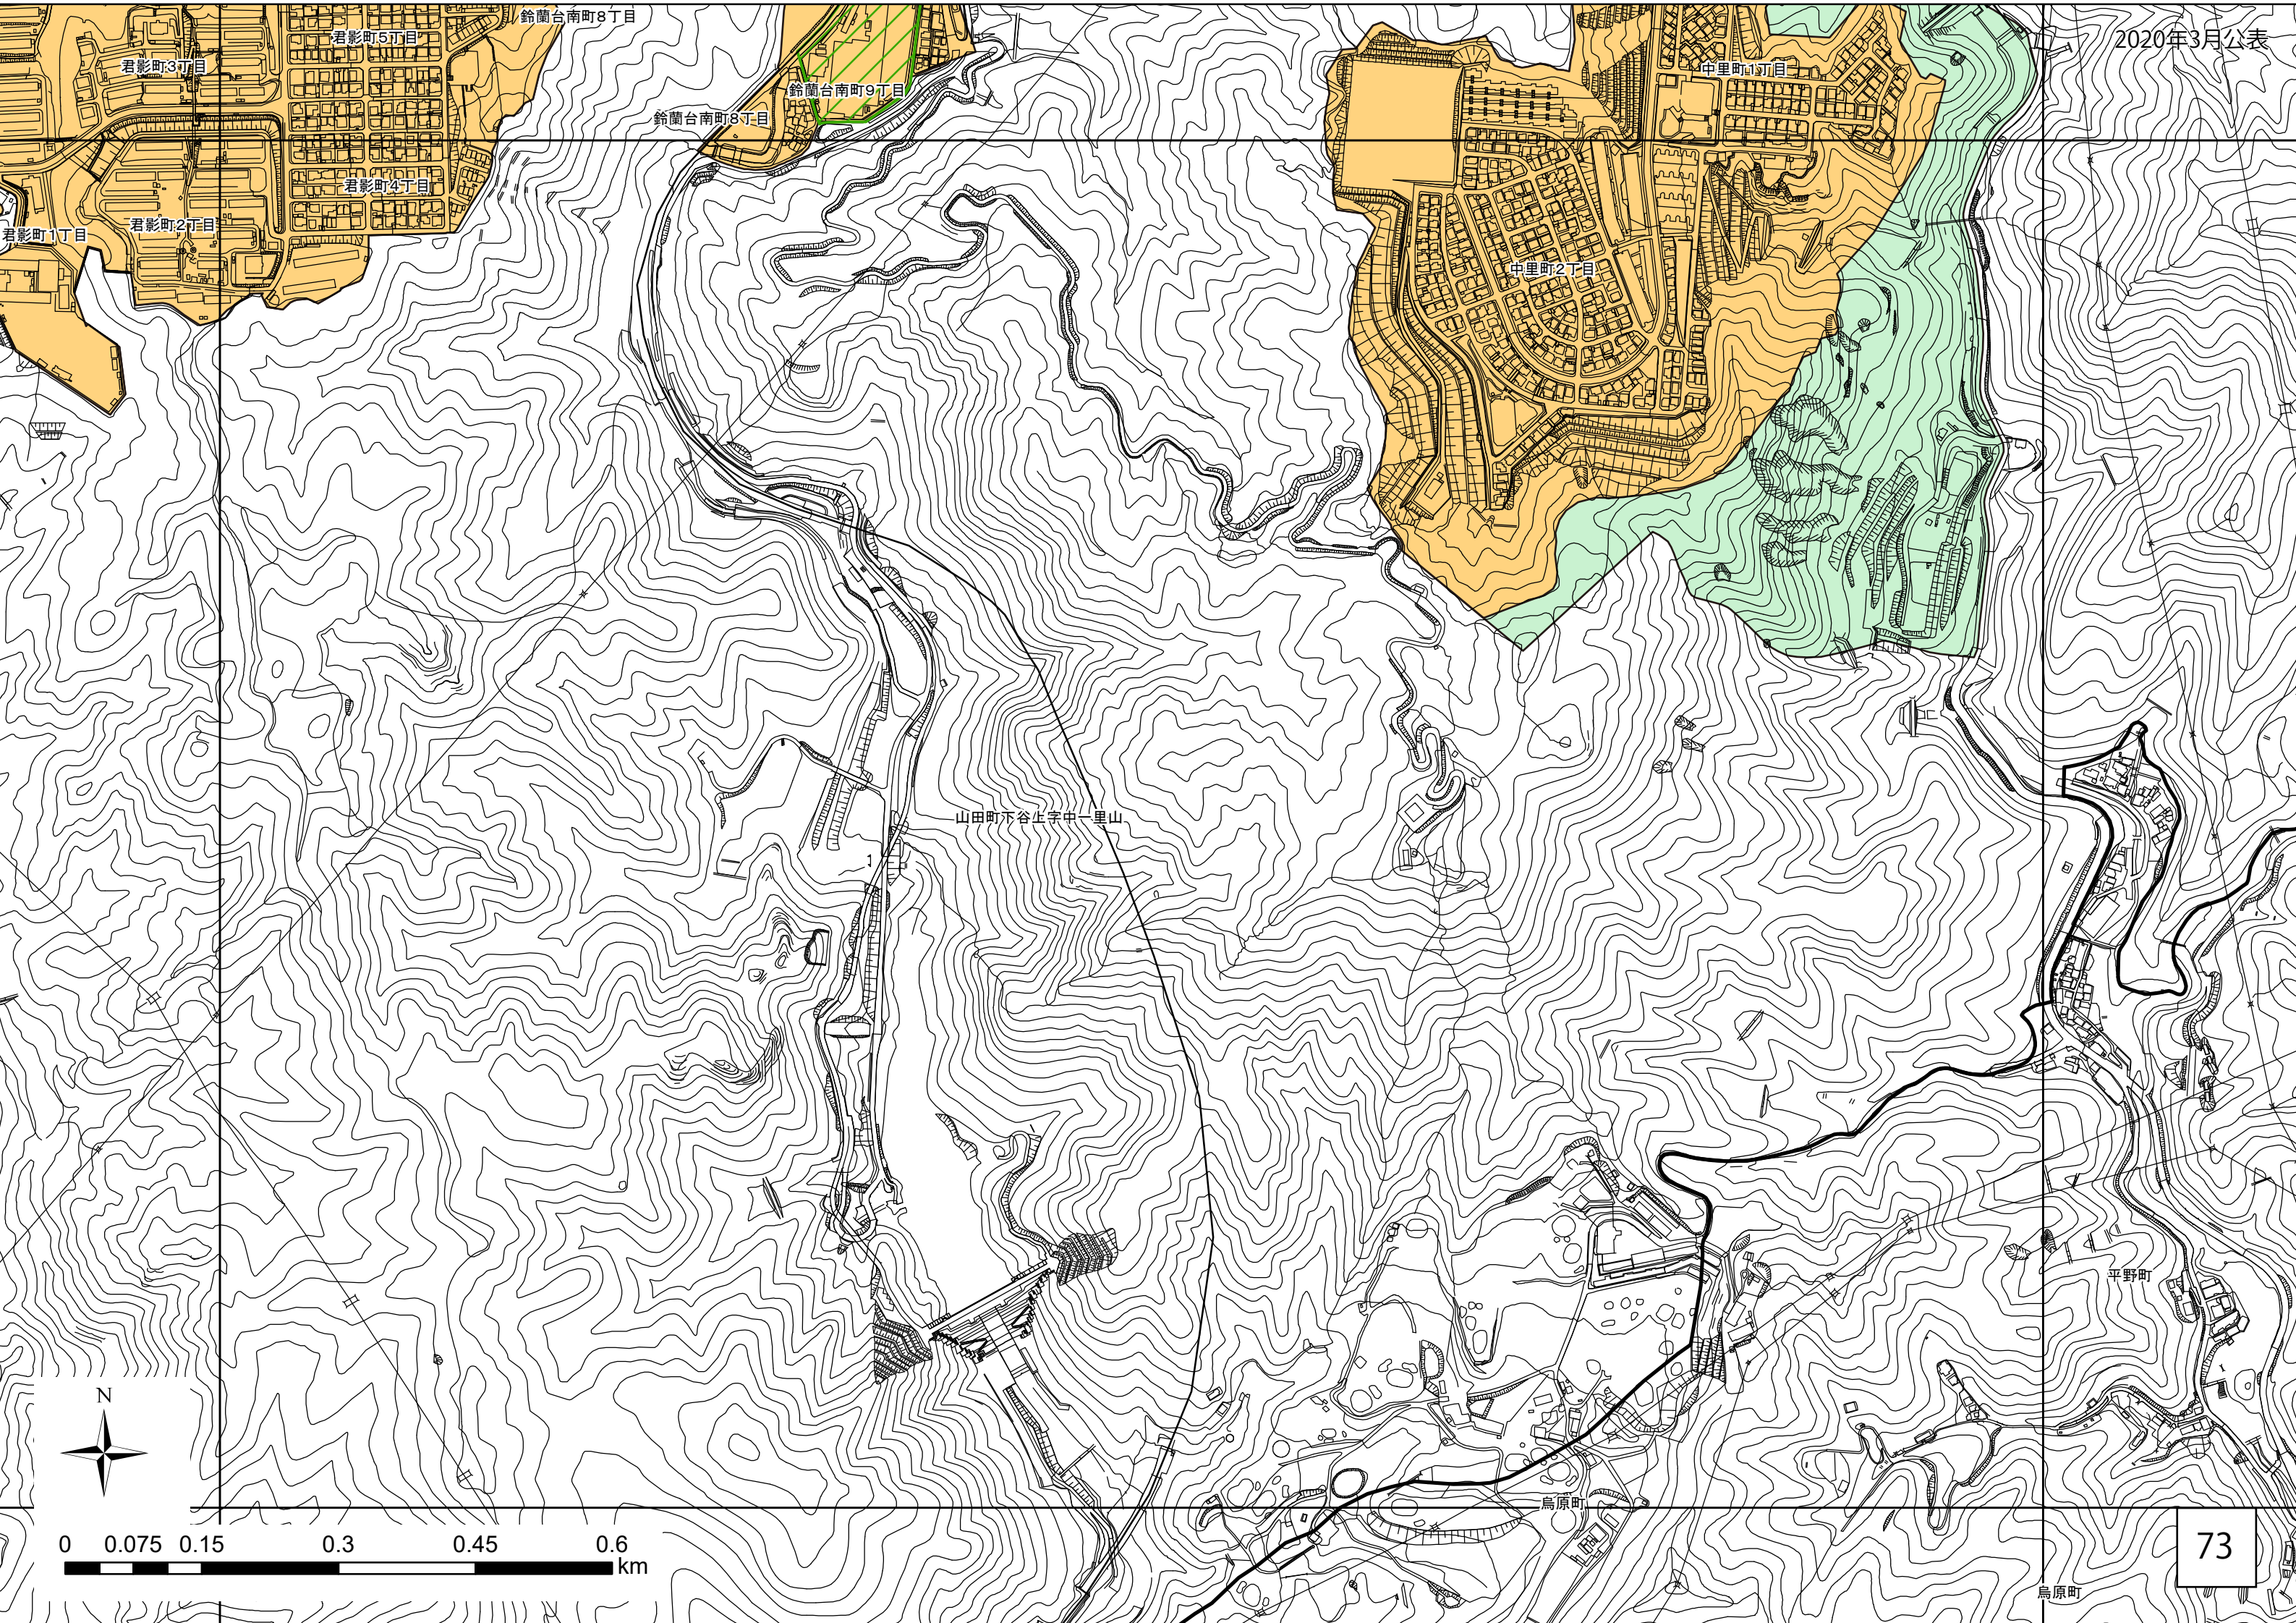 鈴蘭台南町8丁目
君影町5丁目
2020年3月公表
君影町3丁目
中里町1丁目
鈴蘭台南町9丁目
鈴蘭台南町8丁目
君影町4丁目
君影町2丁目
君影町1丁目
中里町2丁目
山田町下谷上字中一里山
平野町
N
烏原町
0 0.075 0.15 0.3 0.45 0.6
km
73
烏原町